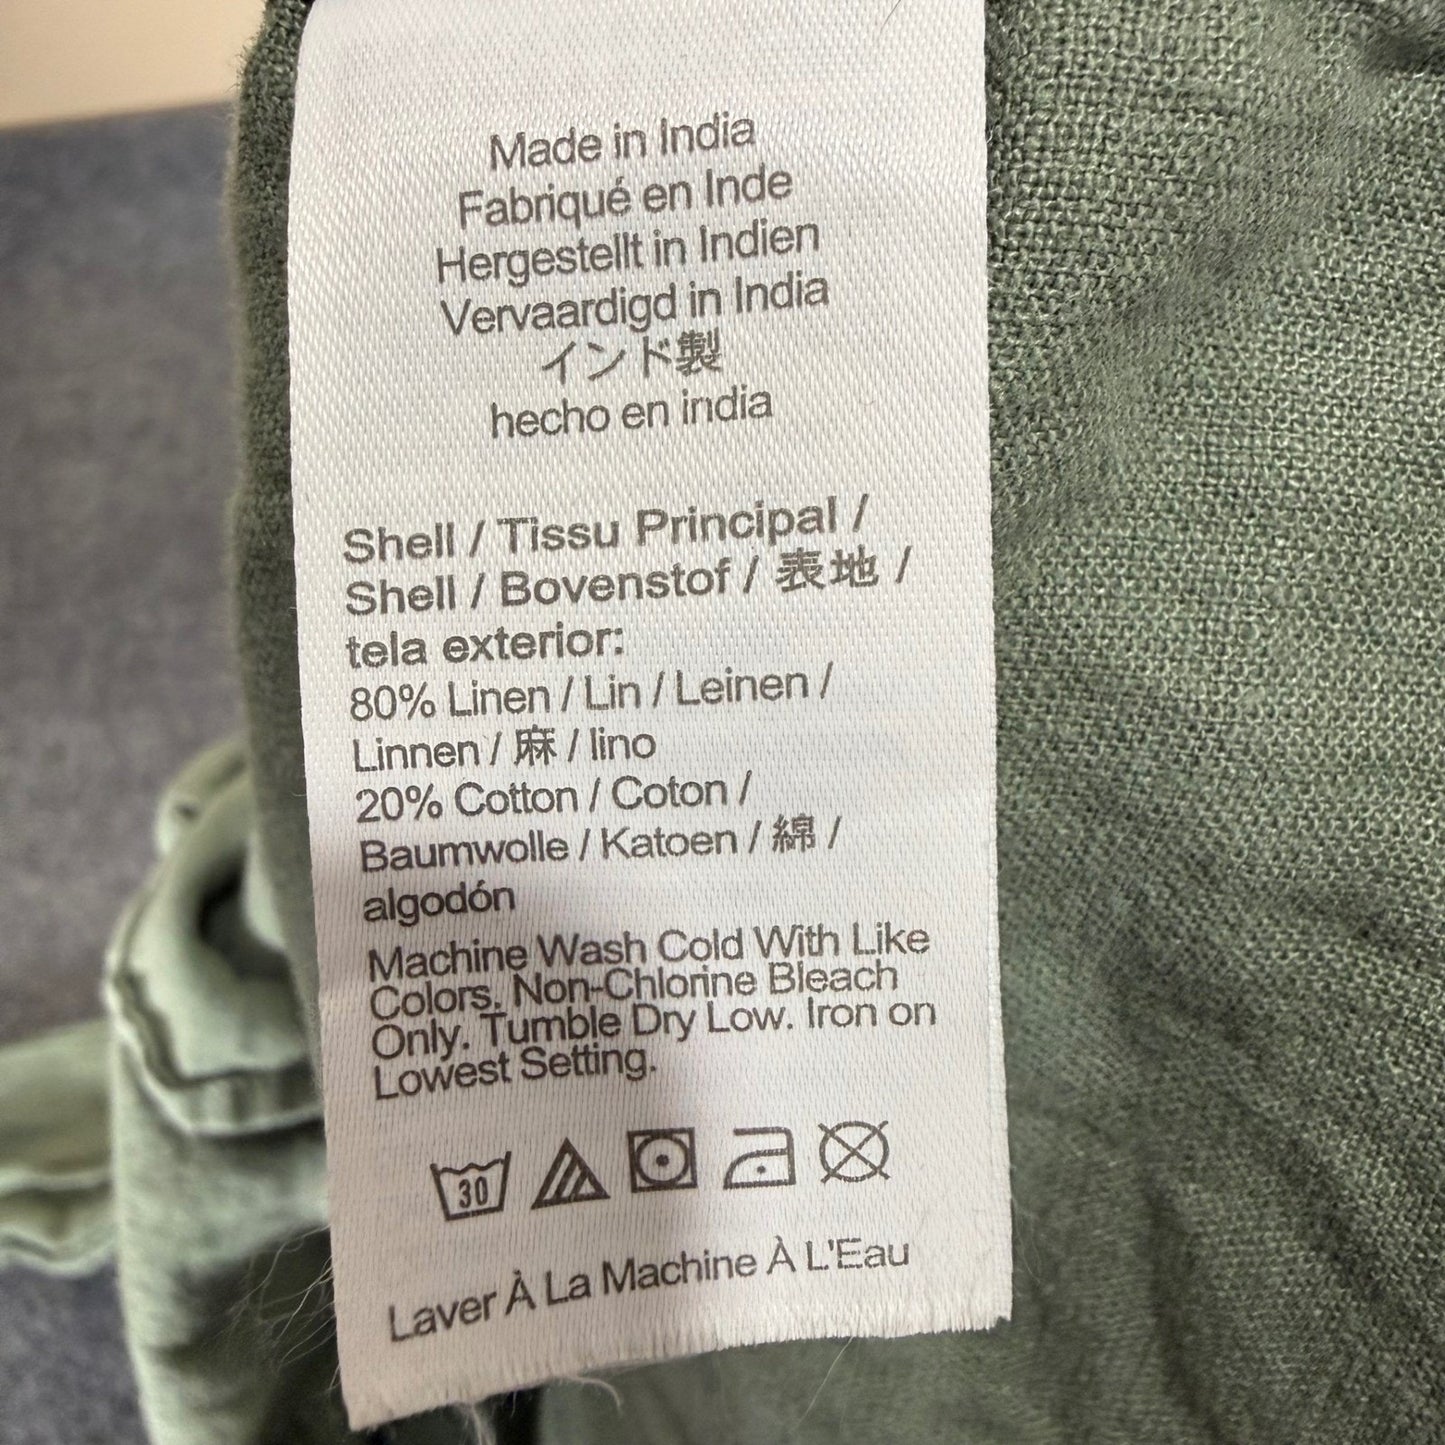 Made in India
Fabriqué en Inde
Hergestellt in Indien
Vervaardigd in India
インド製
hecho en india
Shell / Tissu Principal /
Shell / Bovenstof / 表地 /
tela exterior:
80% Linen / Lin / Leinen /
Linnen / 麻 / lino
20% Cotton / Coton /
Baumwolle / Katoen / 綿 /
algodón
Machine Wash Cold With Like
Colors. Non-Chlorine Bleach
Only. Tumble Dry Low. Iron on
Lowest Setting.
30
Laver À La Machine À L'Eau